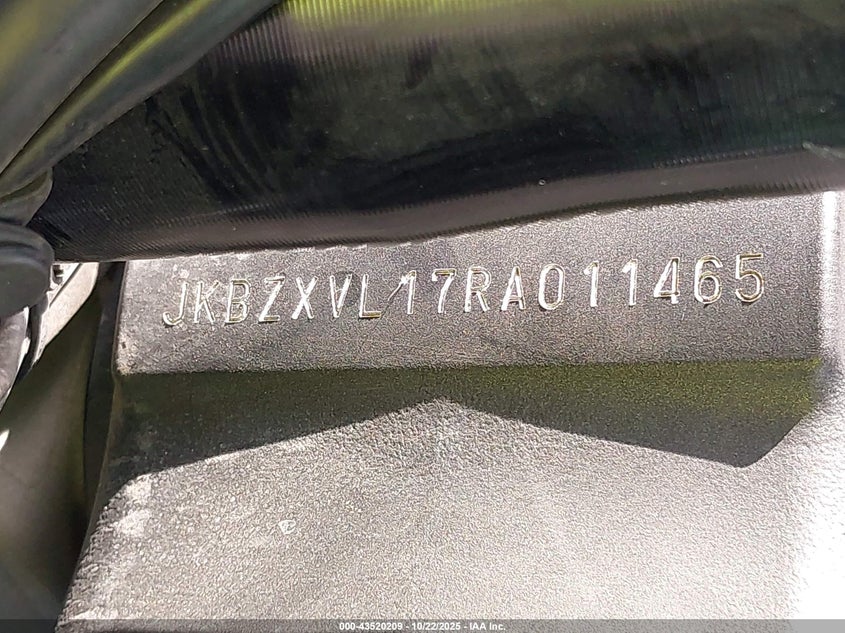 JKBZXVL17RA011465
000-43520209 - 10/22/2025 - IAA Inc.